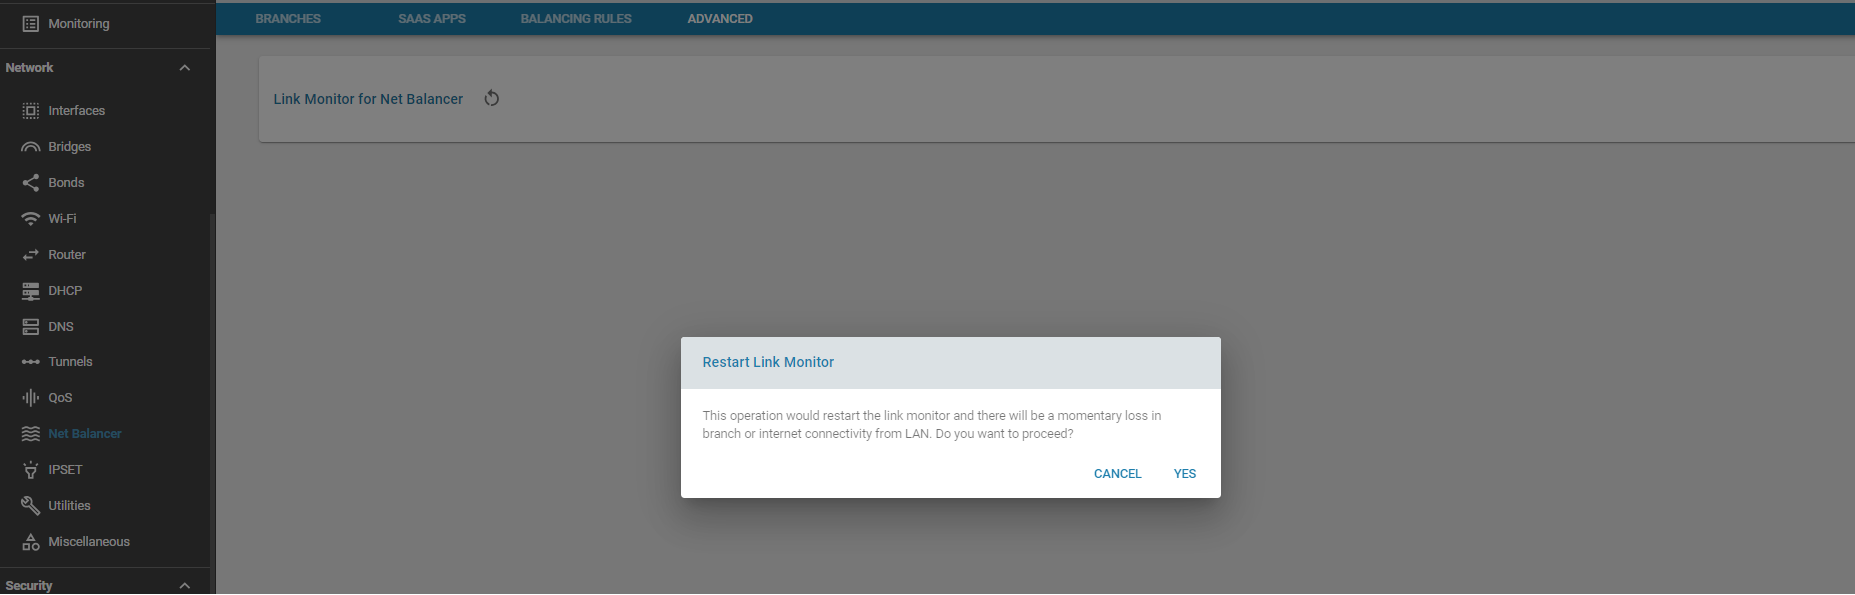 Monitoring
Network
Interfaces
Bridges
Bonds
Wi-Fi
Router
DHCP
DNS
Tunnels
QoS
Net Balancer
IPSET
Utilities
Miscellaneous
Security
BRANCHES SAAS APPS BALANCING RULES ADVANCED
Link Monitor for Net Balancer
Restart Link Monitor
This operation would restart the link monitor and there will be a momentary loss in
branch or internet connectivity from LAN. Do you want to proceed?
CANCEL YES